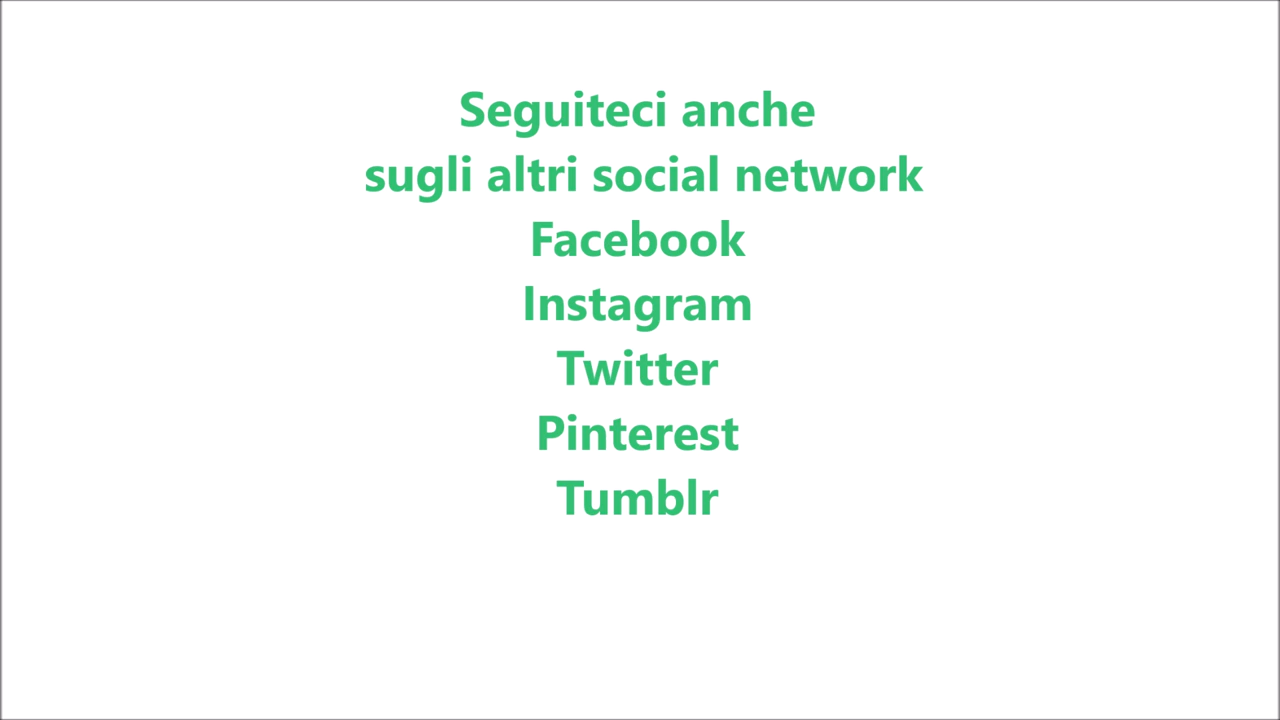 Seguiteci anche
sugli altri social network
Facebook
Instagram
Twitter
Pinterest
Tumblr